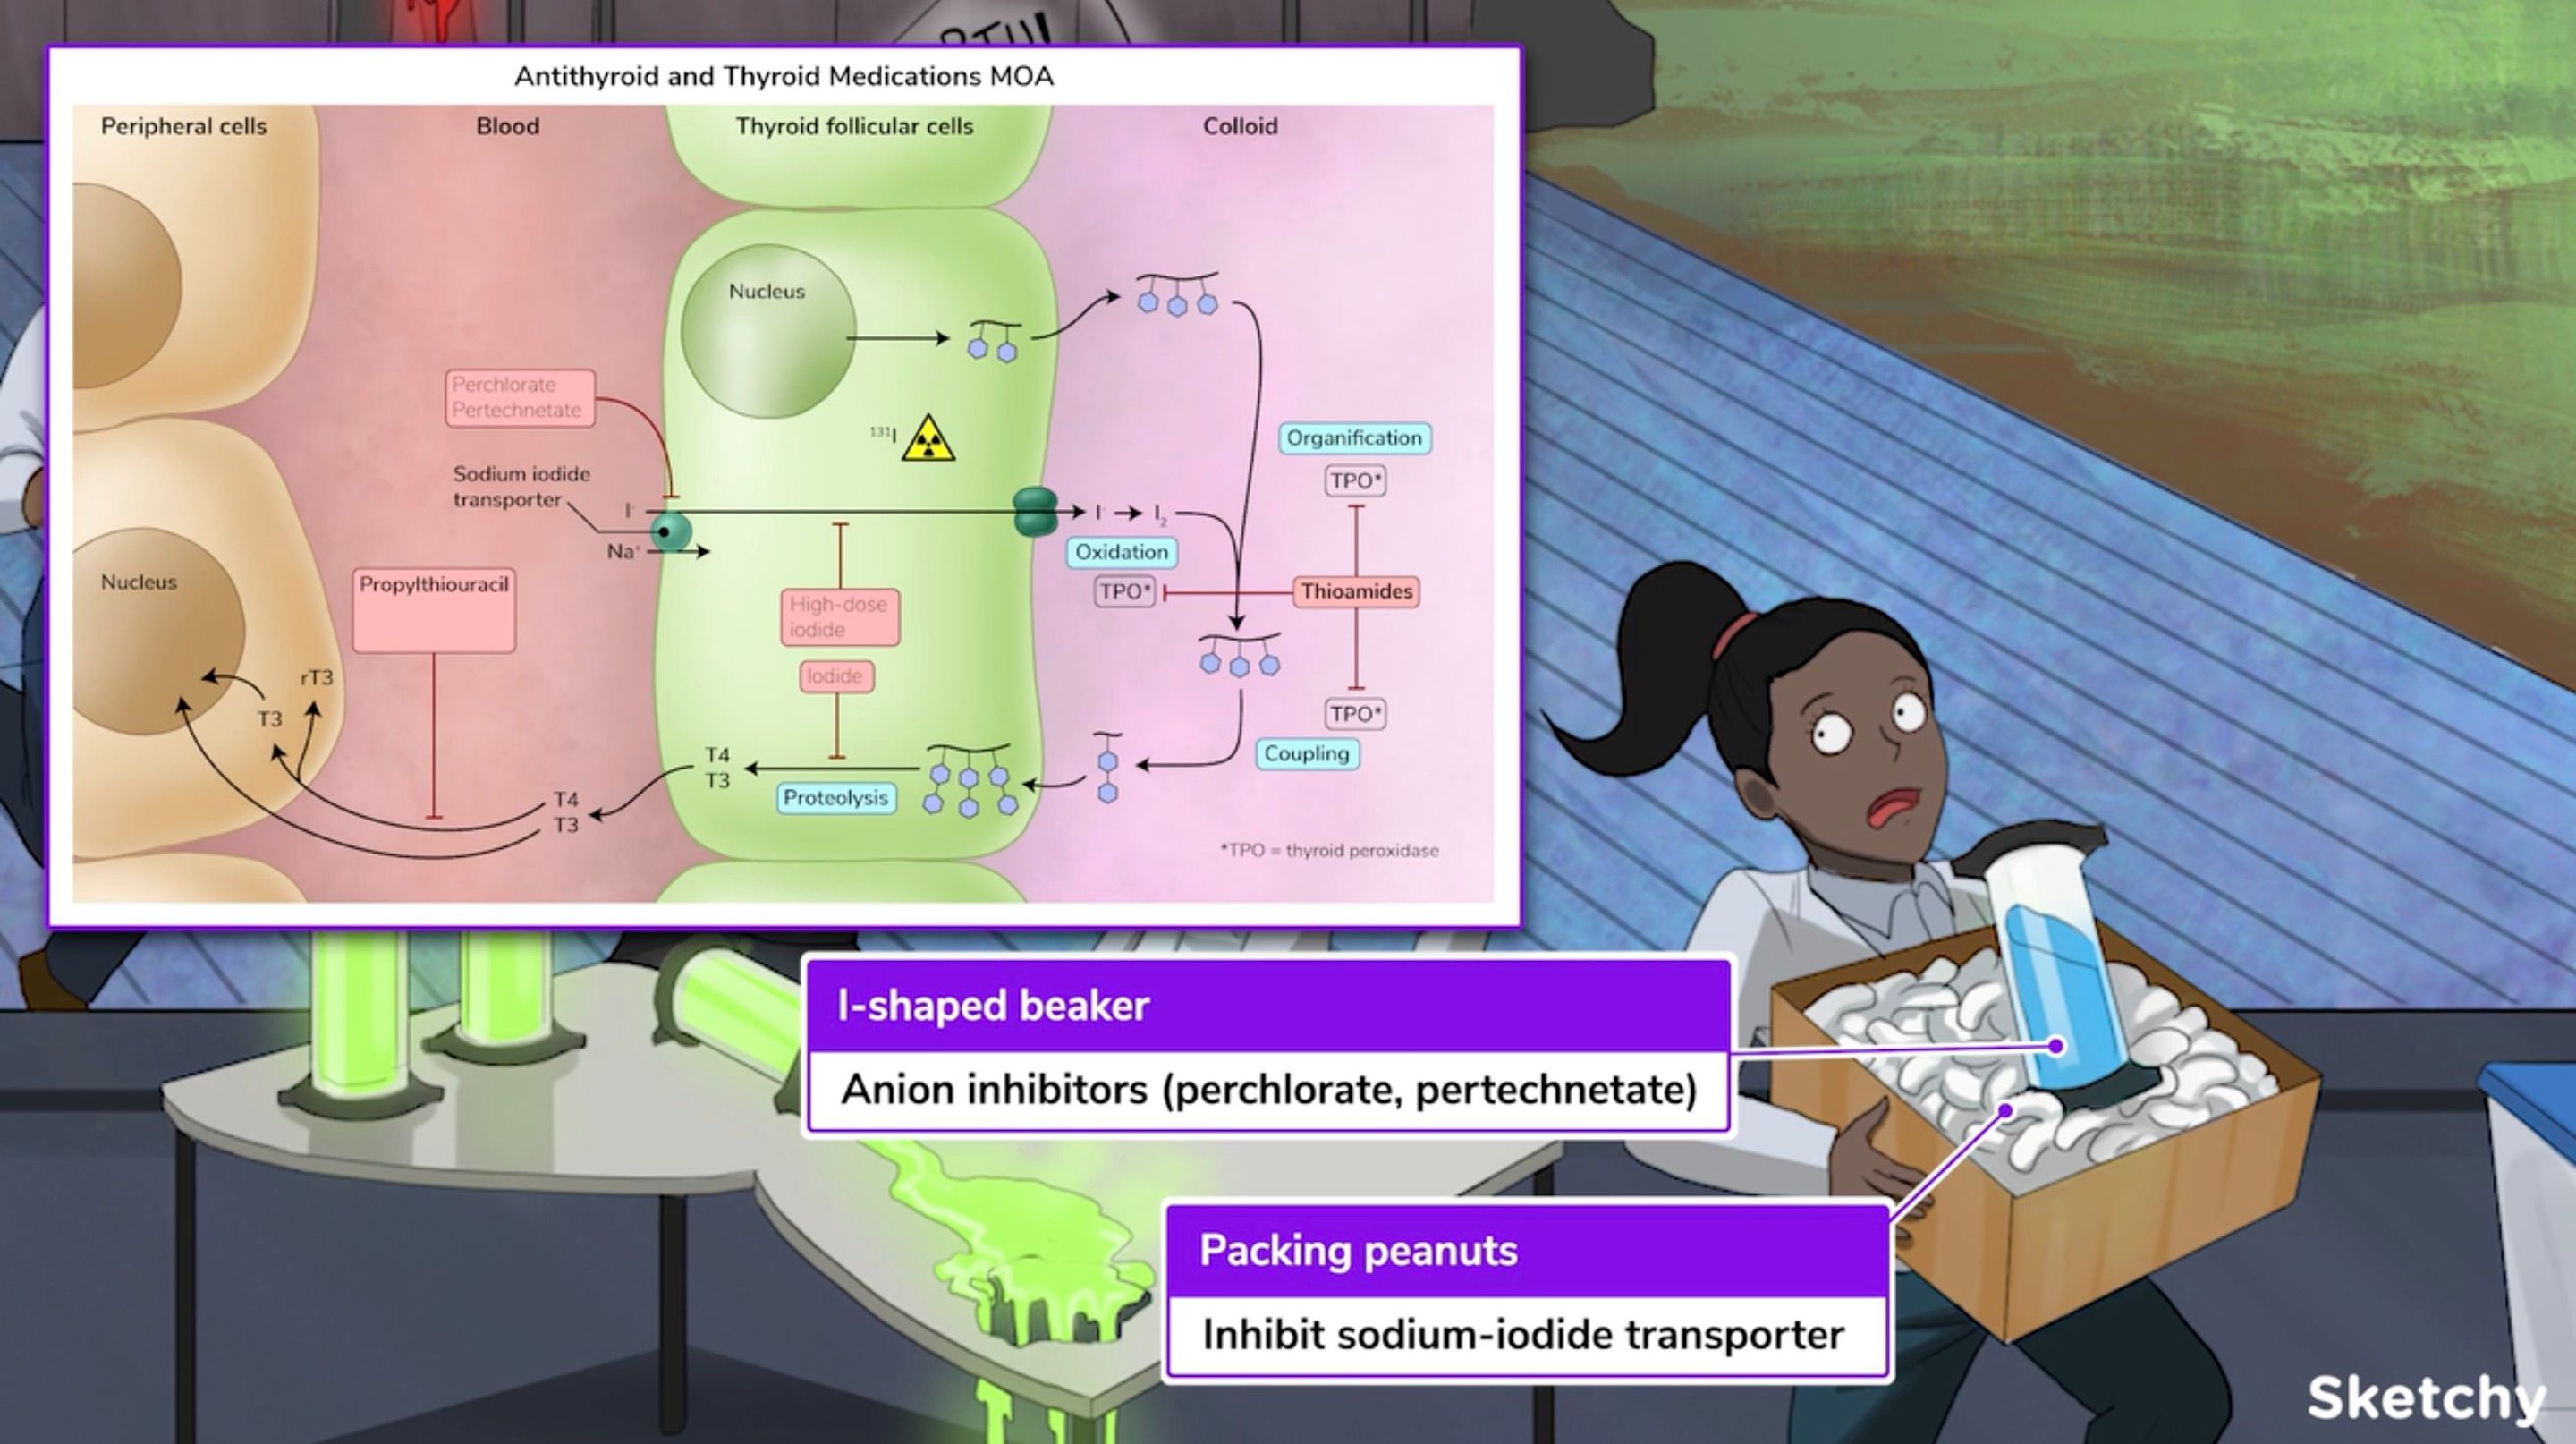 PTU!
Antithyroid and Thyroid Medications MOA
Peripheral cells
Blood
Thyroid follicular cells
Colloid
Nucleus
Perchlorate
Pertechnetate
131I
Organification
TPO*
Sodium iodide
transporter
I-
I-
I2
Na+
Oxidation
TPO*
Thioamides
Nucleus
Propylthiouracil
High-dose
iodide
Iodide
rT3
T3
TPO*
Coupling
T4
T3
Proteolysis
T4
T3
*TPO = thyroid peroxidase
I-shaped beaker
Anion inhibitors (perchlorate, pertechnetate)
Packing peanuts
Inhibit sodium-iodide transporter
Sketchy